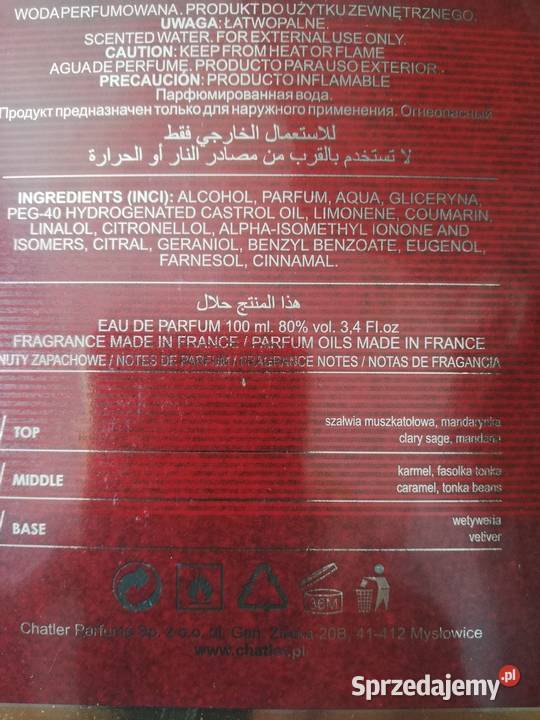 WODA PERFUMOWANA. PRODUKT DO UŻYTKU ZEWNĘTRZNEGO.
UWAGA: ŁATWOPALNE.
SCENTED WATER. FOR EXTERNAL USE ONLY.
CAUTION: KEEP FROM HEAT OR FLAME
AGUA DE PERFUME. PRODUCTO PARA USO EXTERIOR.
PRECAUCIÓN: PRODUCTO INFLAMABLE
Парфюмированная вода.
Продукт предназначен только для наружного применения. Огнеопасный
للاستعمال الخارجي فقط
لا تستخدم بالقرب من مصادر النار أو الحرارة
INGREDIENTS (INCI): ALCOHOL, PARFUM, AQUA, GLICERYNA,
PEG-40 HYDROGENATED CASTROL OIL, LIMONENE, COUMARIN,
LINALOL, CITRONELLOL, ALPHA-ISOMETHYL IONONE AND
ISOMERS, CITRAL, GERANIOL, BENZYL BENZOATE, EUGENOL,
FARNESOL, CINNAMAL.
هذا المنتج حلال
EAU DE PARFUM 100 ml. 80% vol. 3,4 Fl.oz
FRAGRANCE MADE IN FRANCE / PARFUM OILS MADE IN FRANCE
NUTY ZAPACHOWE / NOTES DE PARFUM / FRAGRANCE NOTES / NOTAS DE FRAGANCIA
/ TOP
szałwia muszkatołowa, mandarynka
clary sage,
/ MIDDLE
karmel, fasolka tonka
caramel, tonka beans
/ BASE
wetyweria
vetiver
36M
Chatler Parfums Sp. z o.o. ul. Gen. 20B, 41-412 Mysłowice
www.chatler.pl
Sprzedajemy.pl